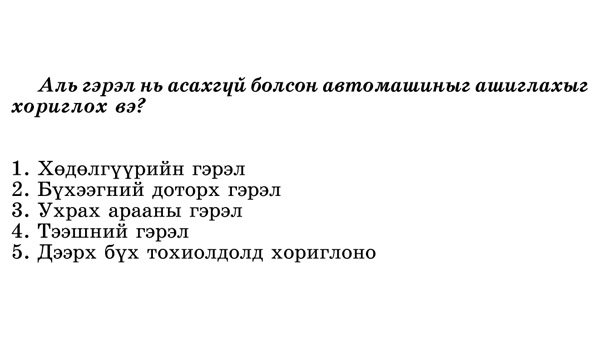 Аль гэрэл нь асахгүй болсон автомашиныг ашиглахыг
хориглох вэ?
1. Хөдөлгүүрийн гэрэл
2. Бүхээгний доторх гэрэл
3. Ухрах арааны гэрэл
4. Тээшний гэрэл
5. Дээрх бүх тохиолдолд хориглоно